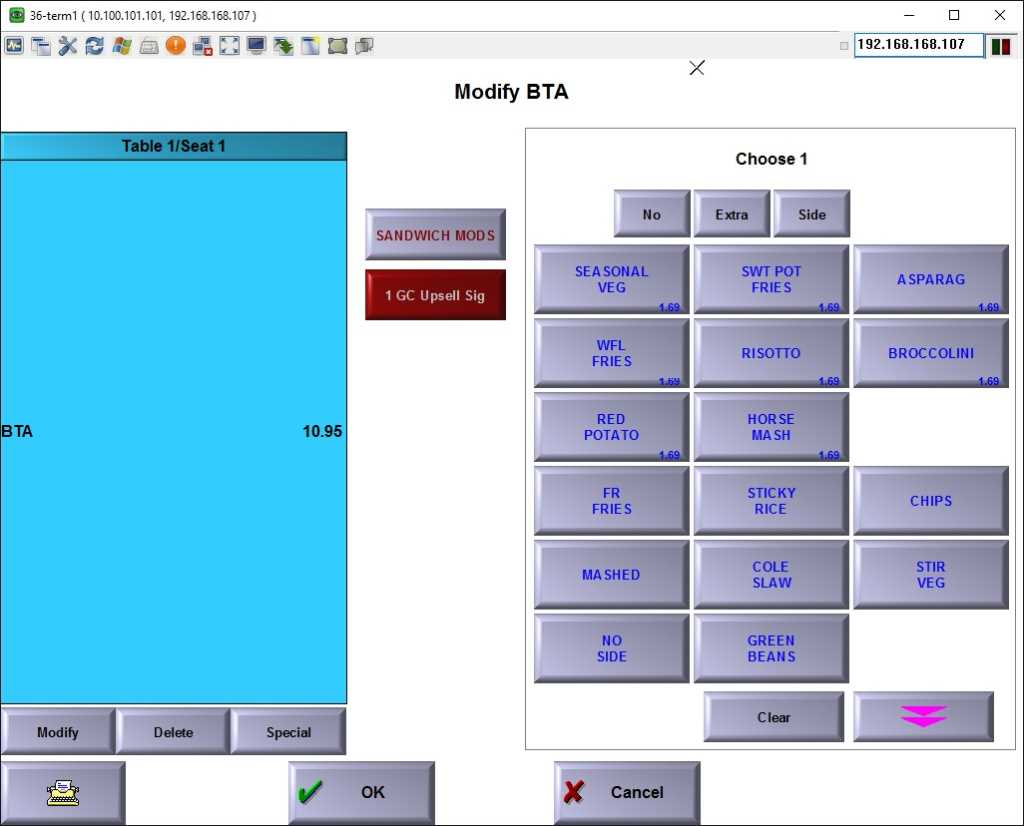 36-term1 ( 10.100.101.101, 192.168.168.107 )
192.168.168.107
Modify BTA
Table 1/Seat 1
BTA 10.95
SANDWICH MODS
1 GC Upsell Sig
Choose 1
No Extra Side
SEASONAL
VEG
1.69
SWT POT
FRIES
1.69
ASPARAG
1.69
WFL
FRIES
1.69
RISOTTO
1.69
BROCCOLINI
1.69
RED
POTATO
1.69
HORSE
MASH
1.69
FR
FRIES
STICKY
RICE
CHIPS
MASHED
COLE
SLAW
STIR
VEG
NO
SIDE
GREEN
BEANS
Clear
Modify Delete Special
OK Cancel